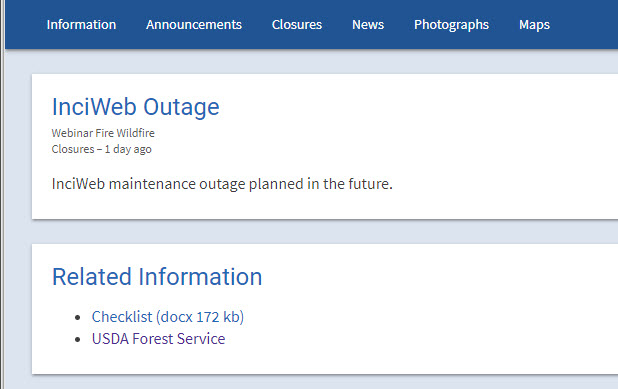 Information Announcements Closures News Photographs Maps
InciWeb Outage
Webinar Fire Wildfire
Closures – 1 day ago
InciWeb maintenance outage planned in the future.
Related Information
• Checklist (docx 172 kb)
• USDA Forest Service